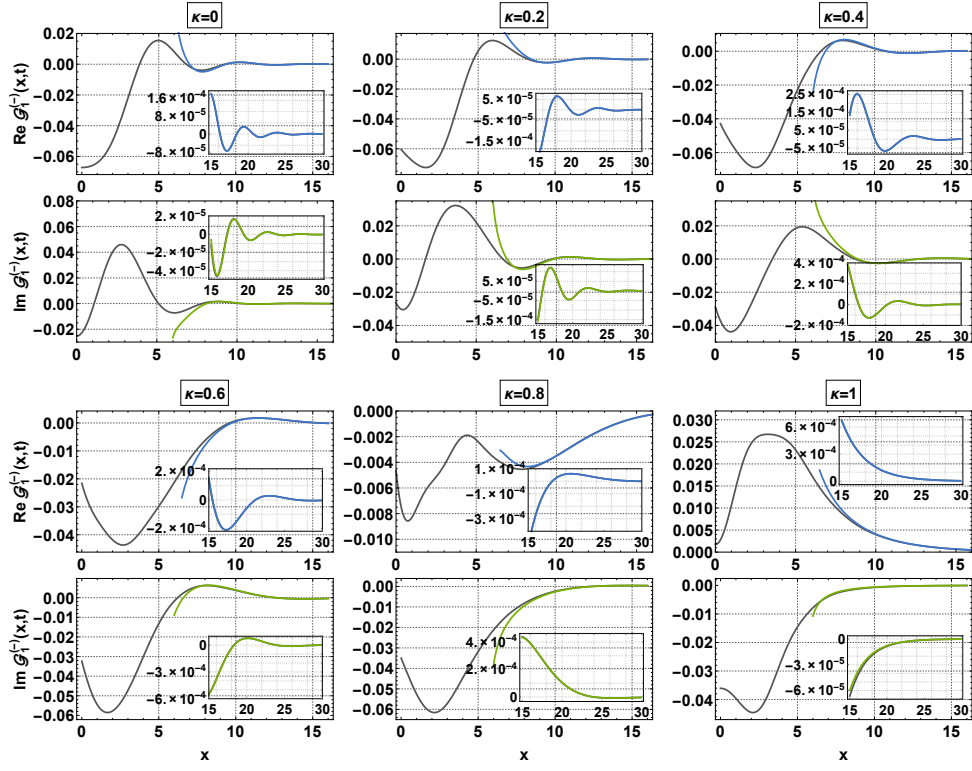 κ=0
κ=0.2
κ=0.4
Re 𝒢₁⁽⁻⁾(x,t)
0.02
0.00
−0.02
−0.04
−0.06
0 5 10 15
1.6×10⁻⁴
8.×10⁻⁵
0
−8.×10⁻⁵
15 20 25 30
0.02
0.00
−0.02
−0.04
−0.06
0 5 10 15
5.×10⁻⁵
−5.×10⁻⁵
−1.5×10⁻⁴
15 20 25 30
0.00
−0.02
−0.04
−0.06
0 5 10 15
2.5×10⁻⁴
1.5×10⁻⁴
5.×10⁻⁵
−5.×10⁻⁵
15 20 25 30
Im 𝒢₁⁽⁻⁾(x,t)
0.08
0.06
0.04
0.02
0.00
−0.02
0 5 10 15
2.×10⁻⁵
0
−2.×10⁻⁵
−4.×10⁻⁵
15 20 25 30
0.02
0.00
−0.02
−0.04
0 5 10 15
5.×10⁻⁵
−5.×10⁻⁵
−1.5×10⁻⁴
15 20 25 30
0.02
0.00
−0.02
−0.04
0 5 10 15
4.×10⁻⁴
2.×10⁻⁴
0
−2.×10⁻⁴
15 20 25 30
κ=0.6
κ=0.8
κ=1
Re 𝒢₁⁽⁻⁾(x,t)
0.00
−0.01
−0.02
−0.03
−0.04
0 5 10 15
2.×10⁻⁴
0
−2.×10⁻⁴
15 20 25 30
0.000
−0.002
−0.004
−0.006
−0.008
−0.010
0 5 10 15
1.×10⁻⁴
−1.×10⁻⁴
−3.×10⁻⁴
15 20 25 30
0.030
0.025
0.020
0.015
0.010
0.005
0.000
0 5 10 15
6.×10⁻⁴
3.×10⁻⁴
0
15 20 25 30
Im 𝒢₁⁽⁻⁾(x,t)
0.00
−0.01
−0.02
−0.03
−0.04
−0.05
−0.06
0 5 10 15
x
0
−3.×10⁻⁴
−6.×10⁻⁴
15 20 25 30
0.00
−0.01
−0.02
−0.03
−0.04
−0.05
−0.06
0 5 10 15
x
4.×10⁻⁴
2.×10⁻⁴
0
15 20 25 30
0.00
−0.01
−0.02
−0.03
−0.04
0 5 10 15
x
0
−3.×10⁻⁵
−6.×10⁻⁵
15 20 25 30